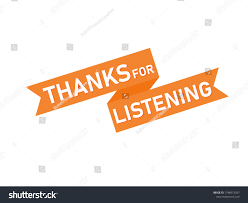 THANKS FOR
LISTENING
shutterstock